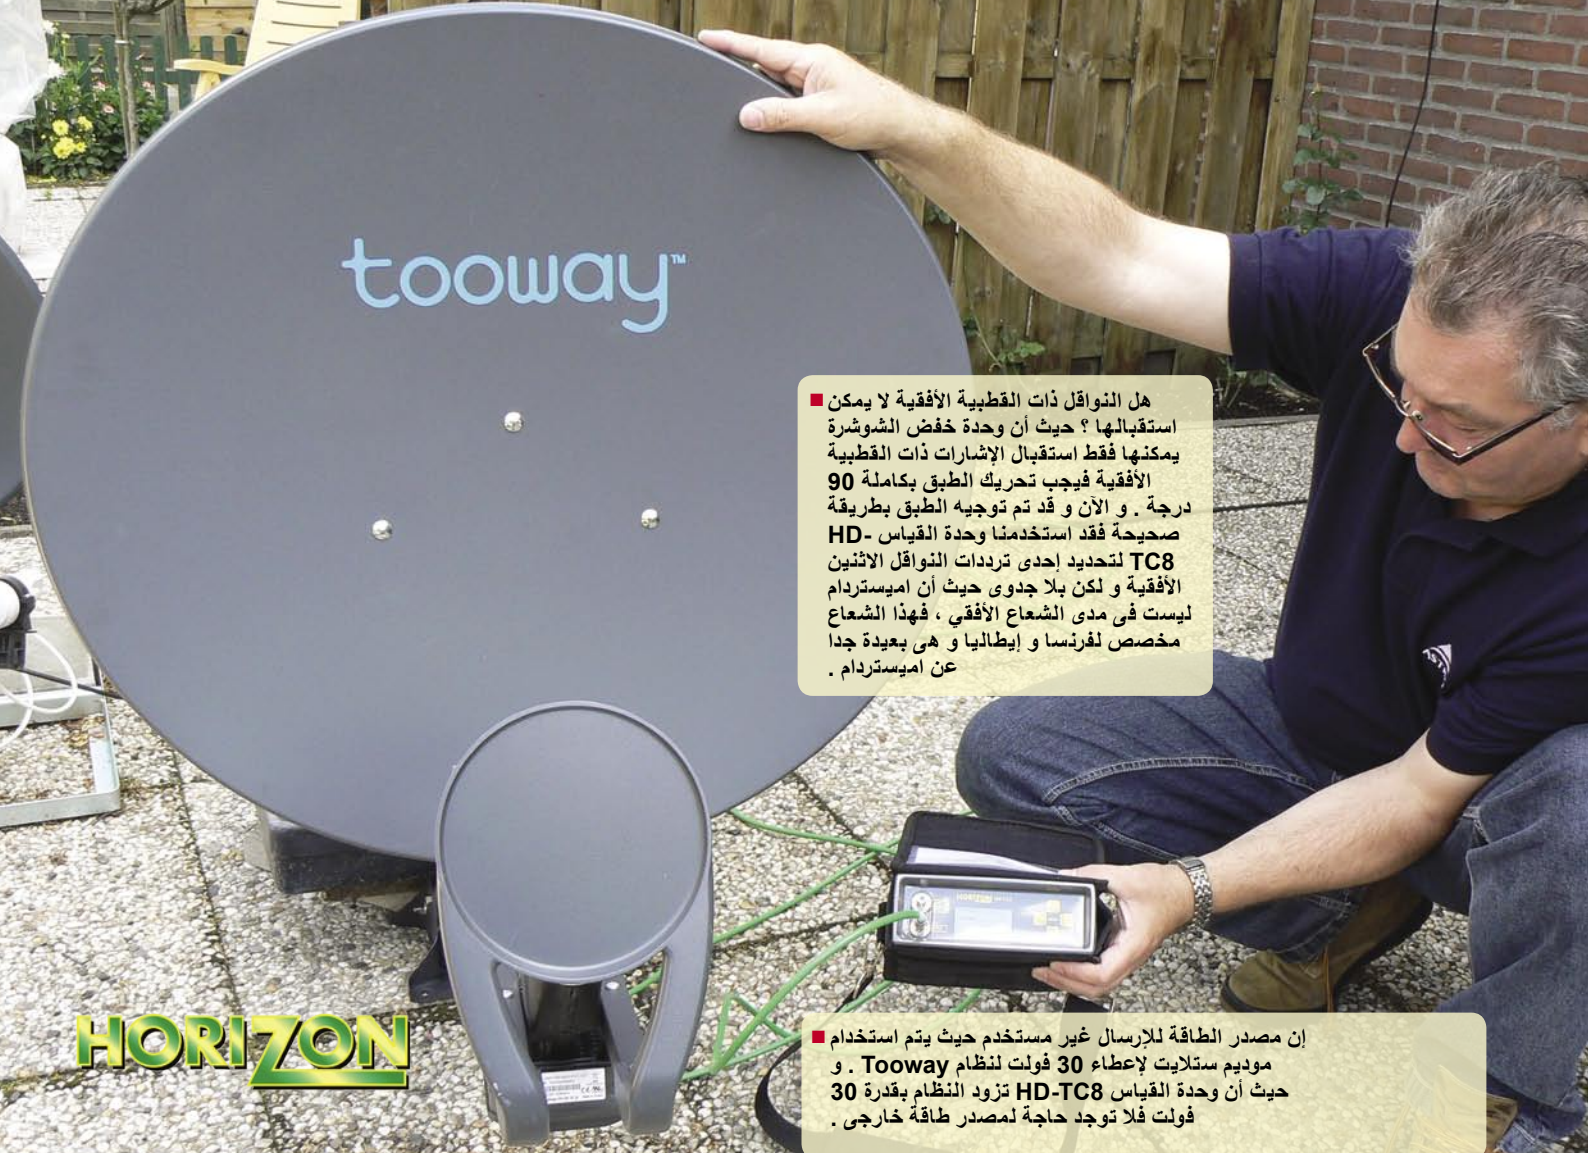 tooway™
هل النواقل ذات القطبية الأفقية لا يمكن
استقبالها ؟ حيث أن وحدة خفض الشوشرة
يمكنها فقط استقبال الإشارات ذات القطبية
الأفقية فيجب تحريك الطبق بكاملة 90
درجة . و الآن و قد تم توجيه الطبق بطريقة
صحيحة فقد استخدمنا وحدة القياس HD-
TC8 لتحديد إحدى ترددات النواقل الاثنين
الأفقية و لكن بلا جدوى حيث أن اميستردام
ليست فى مدى الشعاع الأفقي ، فهذا الشعاع
مخصص لفرنسا و إيطاليا و هى بعيدة جدا
عن اميستردام .
HORIZON
إن مصدر الطاقة للإرسال غير مستخدم حيث يتم استخدام
موديم ستلايت لإعطاء 30 فولت لنظام Tooway . و
حيث أن وحدة القياس HD-TC8 تزود النظام بقدرة 30
فولت فلا توجد حاجة لمصدر طاقة خارجى .